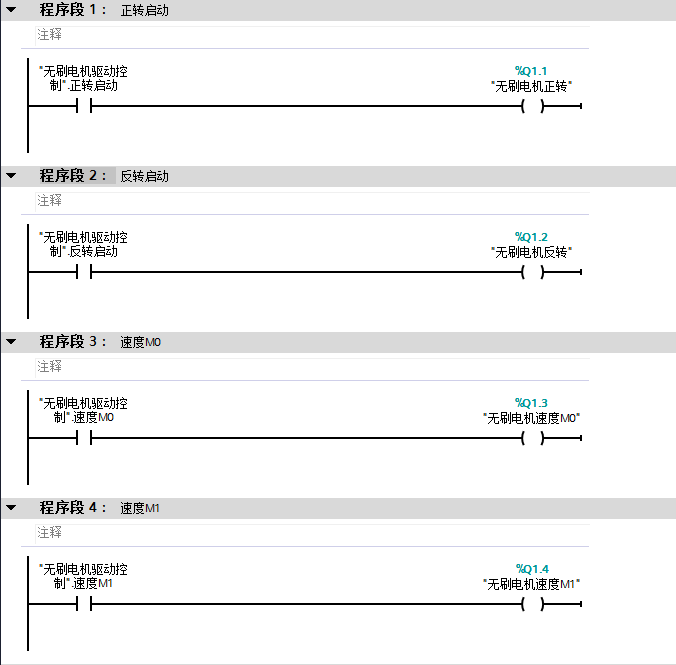 程序段 1： 正转启动
注释
"无刷电机驱动控 %Q1.1
制".正转启动 "无刷电机正转"
程序段 2： 反转启动
注释
"无刷电机驱动控 %Q1.2
制".反转启动 "无刷电机反转"
程序段 3： 速度M0
注释
"无刷电机驱动控 %Q1.3
制".速度M0 "无刷电机速度M0"
程序段 4： 速度M1
注释
"无刷电机驱动控 %Q1.4
制".速度M1 "无刷电机速度M1"